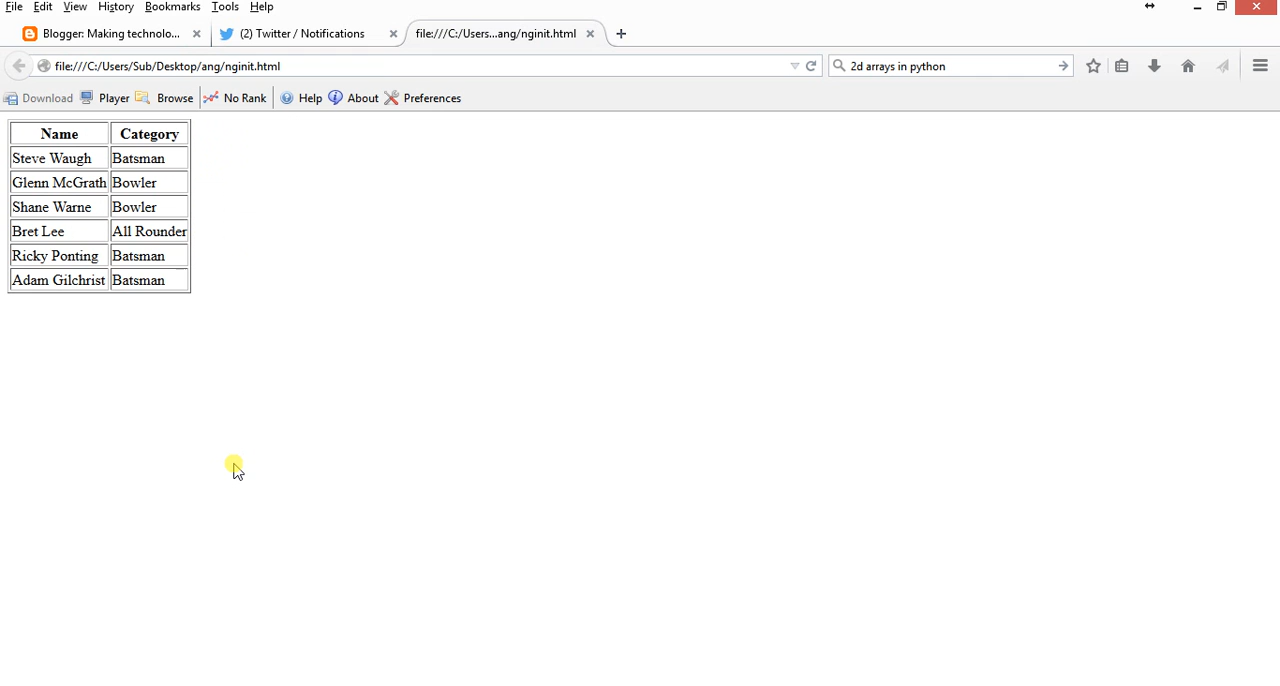 File Edit View History Bookmarks Tools Help
Blogger: Making technolo... (2) Twitter / Notifications file:///C:/Users...ang/nginit.html
file:///C:/Users/Sub/Desktop/ang/nginit.html 2d arrays in python
Download Player Browse No Rank Help About Preferences
Name Category
Steve Waugh Batsman
Glenn McGrath Bowler
Shane Warne Bowler
Bret Lee All Rounder
Ricky Ponting Batsman
Adam Gilchrist Batsman